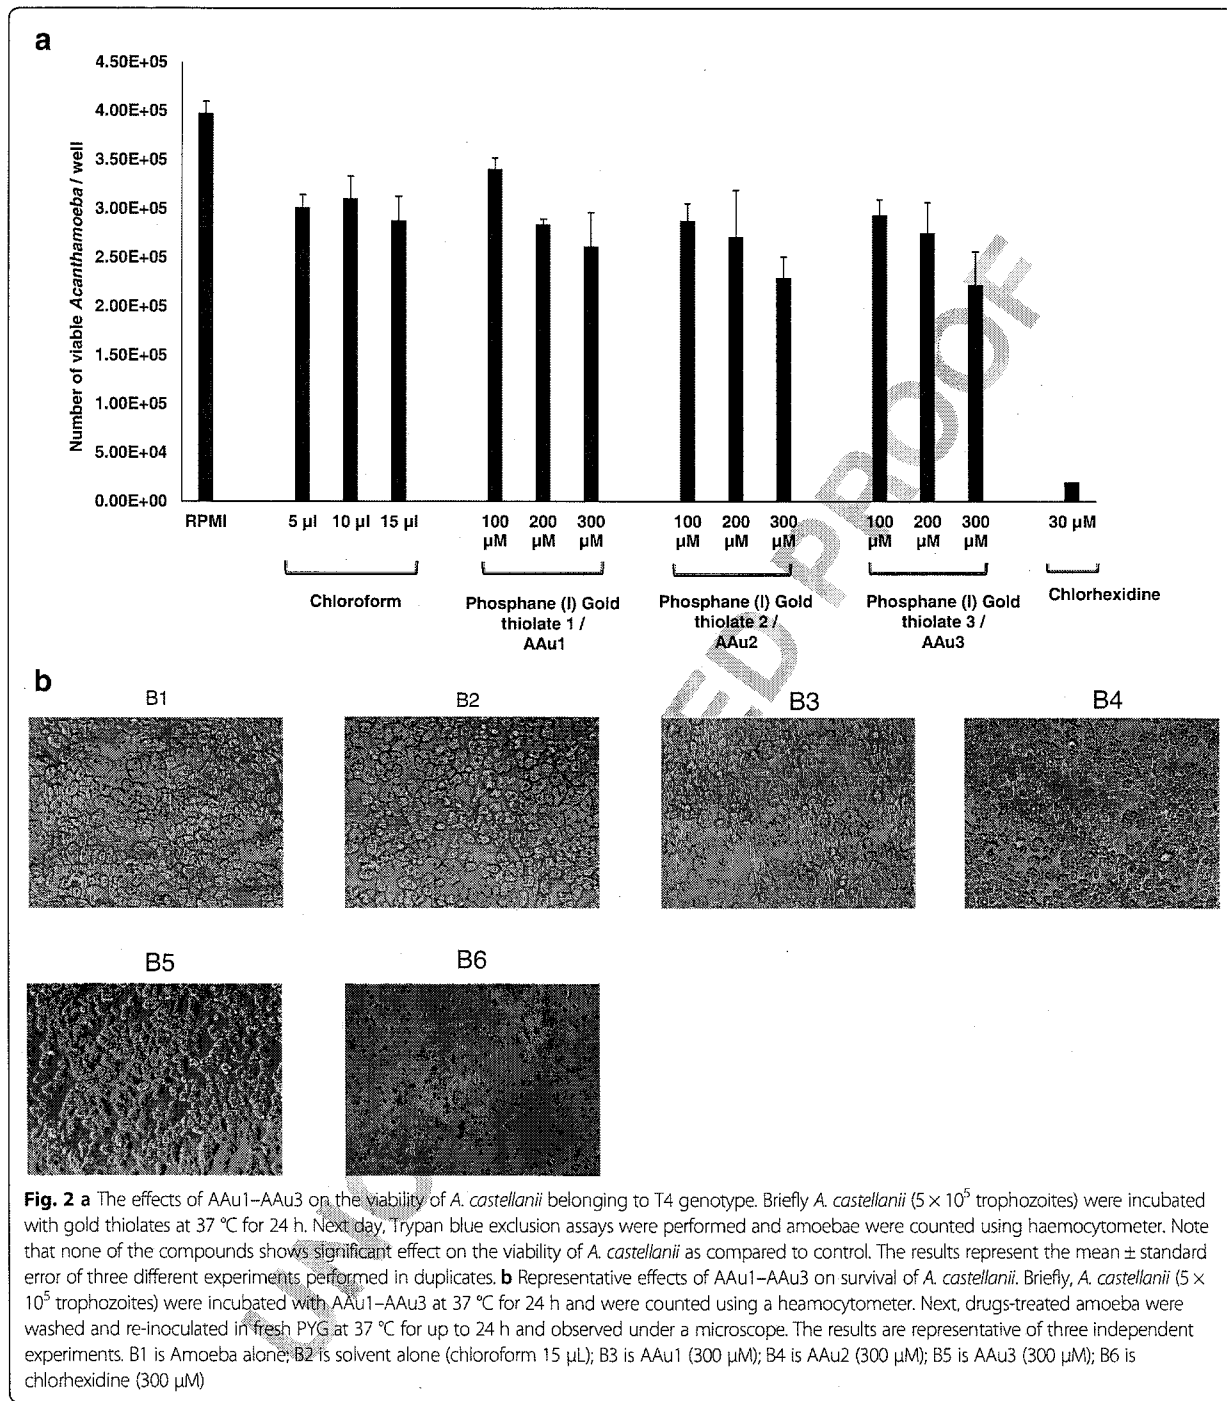 a
4.50E+05
4.00E+05
3.50E+05
3.00E+05
2.50E+05
2.00E+05
1.50E+05
1.00E+05
5.00E+04
0.00E+00
Number of viable Acanthamoeba / well
RPMI 5 µl 10 µl 15 µl 100 200 300 100 200 300 100 200 300 30 µM
µM µM µM µM µM µM µM µM µM
Chloroform
Phosphane (I) Gold
thiolate 1 /
AAu1
Phosphane (I) Gold
thiolate 2 /
AAu2
Phosphane (I) Gold
thiolate 3 /
AAu3
Chlorhexidine
b
B1 B2 B3 B4
B5 B6
Fig. 2 a The effects of AAu1–AAu3 on the viability of A. castellanii belonging to T4 genotype. Briefly A. castellanii (5 × 10⁵ trophozoites) were incubated
with gold thiolates at 37 °C for 24 h. Next day, Trypan blue exclusion assays were performed and amoebae were counted using haemocytometer. Note
that none of the compounds shows significant effect on the viability of A. castellanii as compared to control. The results represent the mean ± standard
error of three different experiments performed in duplicates. b Representative effects of AAu1–AAu3 on survival of A. castellanii. Briefly, A. castellanii (5 ×
10⁵ trophozoites) were incubated with AAu1–AAu3 at 37 °C for 24 h and were counted using a heamocytometer. Next, drugs-treated amoeba were
washed and re-inoculated in fresh PYG at 37 °C for up to 24 h and observed under a microscope. The results are representative of three independent
experiments. B1 is Amoeba alone; B2 is solvent alone (chloroform 15 µL); B3 is AAu1 (300 µM); B4 is AAu2 (300 µM); B5 is AAu3 (300 µM); B6 is
chlorhexidine (300 µM)